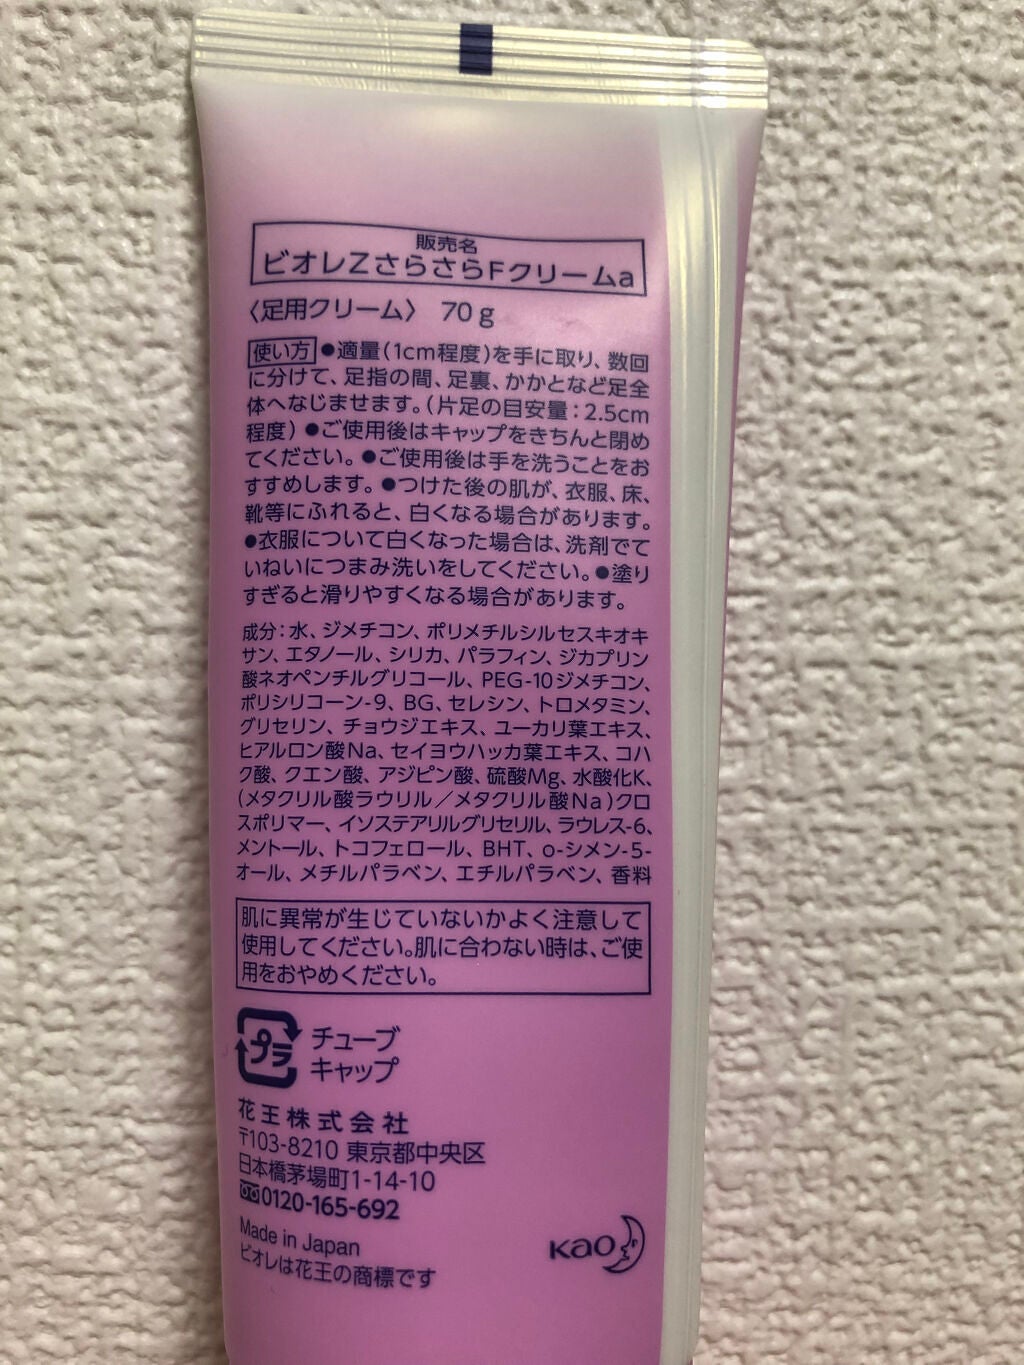 販売名
ビオレZさらさらFクリームa
〈足用クリーム〉 70g
使い方 ●適量(1cm程度)を手に取り、数回
に分けて、足指の間、足裏、かかとなど足全
体へなじませます。(片足の目安量:2.5cm
程度) ●ご使用後はキャップをきちんと閉め
てください。●ご使用後は手を洗うことをお
すすめします。●つけた後の肌が、衣服、床、
靴等にふれると、白くなる場合があります。
●衣服について白くなった場合は、洗剤でて
いねいにつまみ洗いをしてください。●塗り
すぎると滑りやすくなる場合があります。
成分:水、ジメチコン、ポリメチルシルセスキオキ
サン、エタノール、シリカ、パラフィン、ジカプリン
酸ネオペンチルグリコール、PEG-10ジメチコン、
ポリシリコーン-9、BG、セレシン、トロメタミン、
グリセリン、チョウジエキス、ユーカリ葉エキス、
ヒアルロン酸Na、セイヨウハッカ葉エキス、コハ
ク酸、クエン酸、アジピン酸、硫酸Mg、水酸化K、
(メタクリル酸ラウリル/メタクリル酸Na)クロ
スポリマー、イソステアリルグリセリル、ラウレス-6、
メントール、トコフェロール、BHT、o-シメン-5-
オール、メチルパラベン、エチルパラベン、香料
肌に異常が生じていないかよく注意して
使用してください。肌に合わない時は、ご使
用をおやめください。
プラ
チューブ
キャップ
花王株式会社
〒103-8210 東京都中央区
日本橋茅場町1-14-10
0120-165-692
Made in Japan
ビオレは花王の商標です
Kao